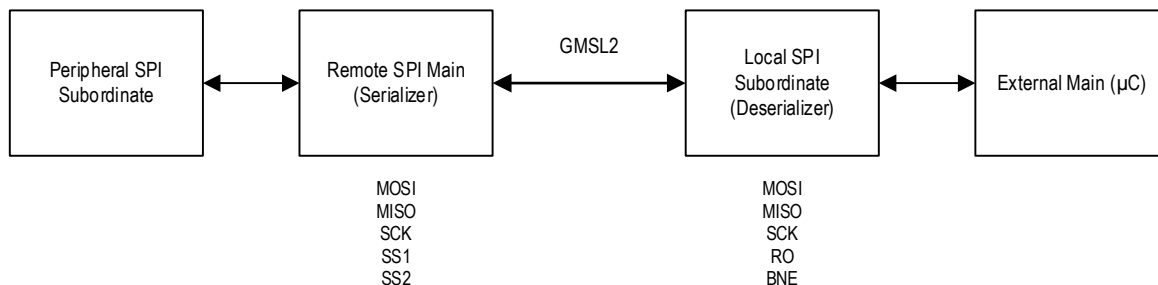 Peripheral SPI
Subordinate
Remote SPI Main
(Serializer)
GMSL2
Local SPI
Subordinate
(Deserializer)
External Main (µC)
MOSI
MISO
SCK
SS1
SS2
MOSI
MISO
SCK
RO
BNE